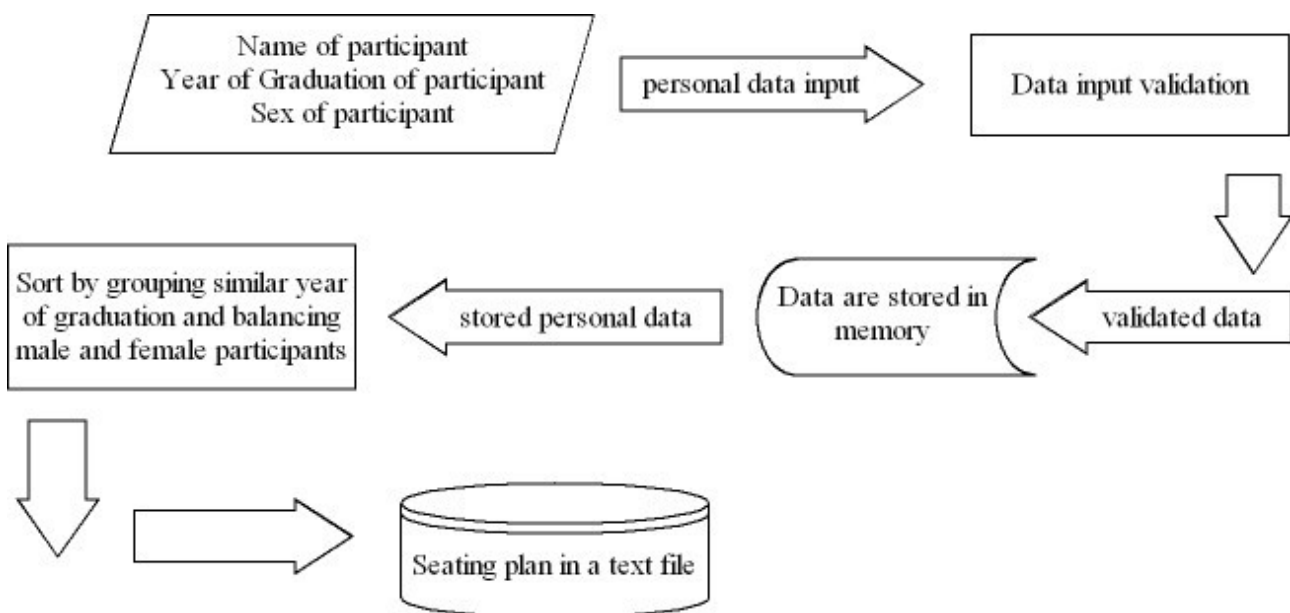 Name of participant
Year of Graduation of participant
Sex of participant
personal data input
Data input validation
validated data
Data are stored in
memory
stored personal data
Sort by grouping similar year
of graduation and balancing
male and female participants
Seating plan in a text file